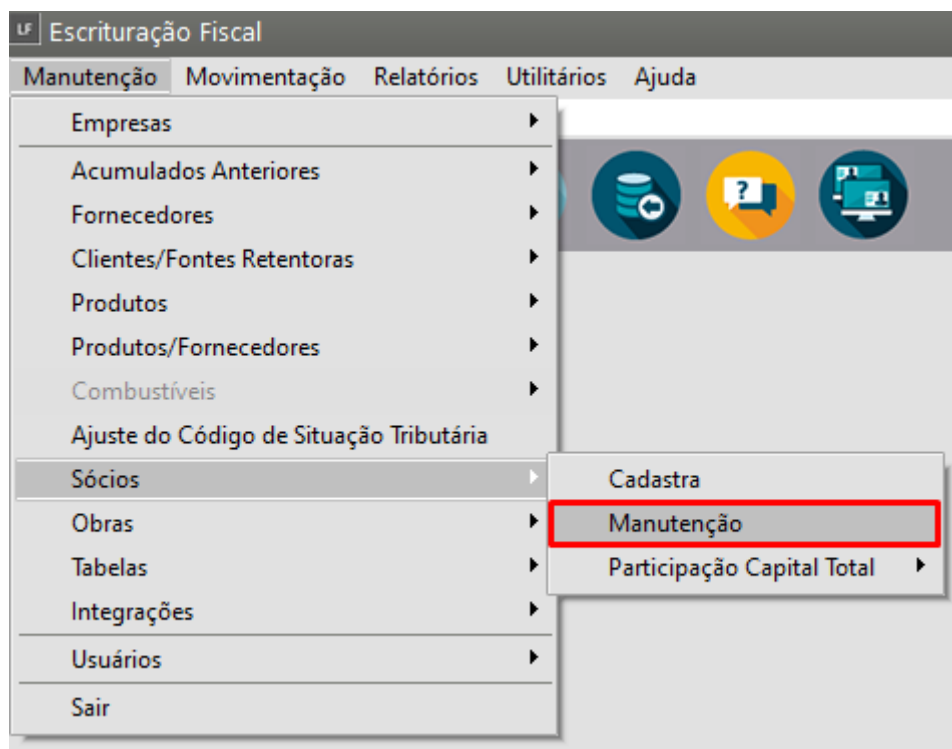 LF Escrituração Fiscal
Manutenção Movimentação Relatórios Utilitários Ajuda
Empresas
Acumulados Anteriores
Fornecedores
Clientes/Fontes Retentoras
Produtos
Produtos/Fornecedores
Combustíveis
Ajuste do Código de Situação Tributária
Sócios
Cadastra
Obras
Manutenção
Tabelas
Participação Capital Total
Integrações
Usuários
Sair
?